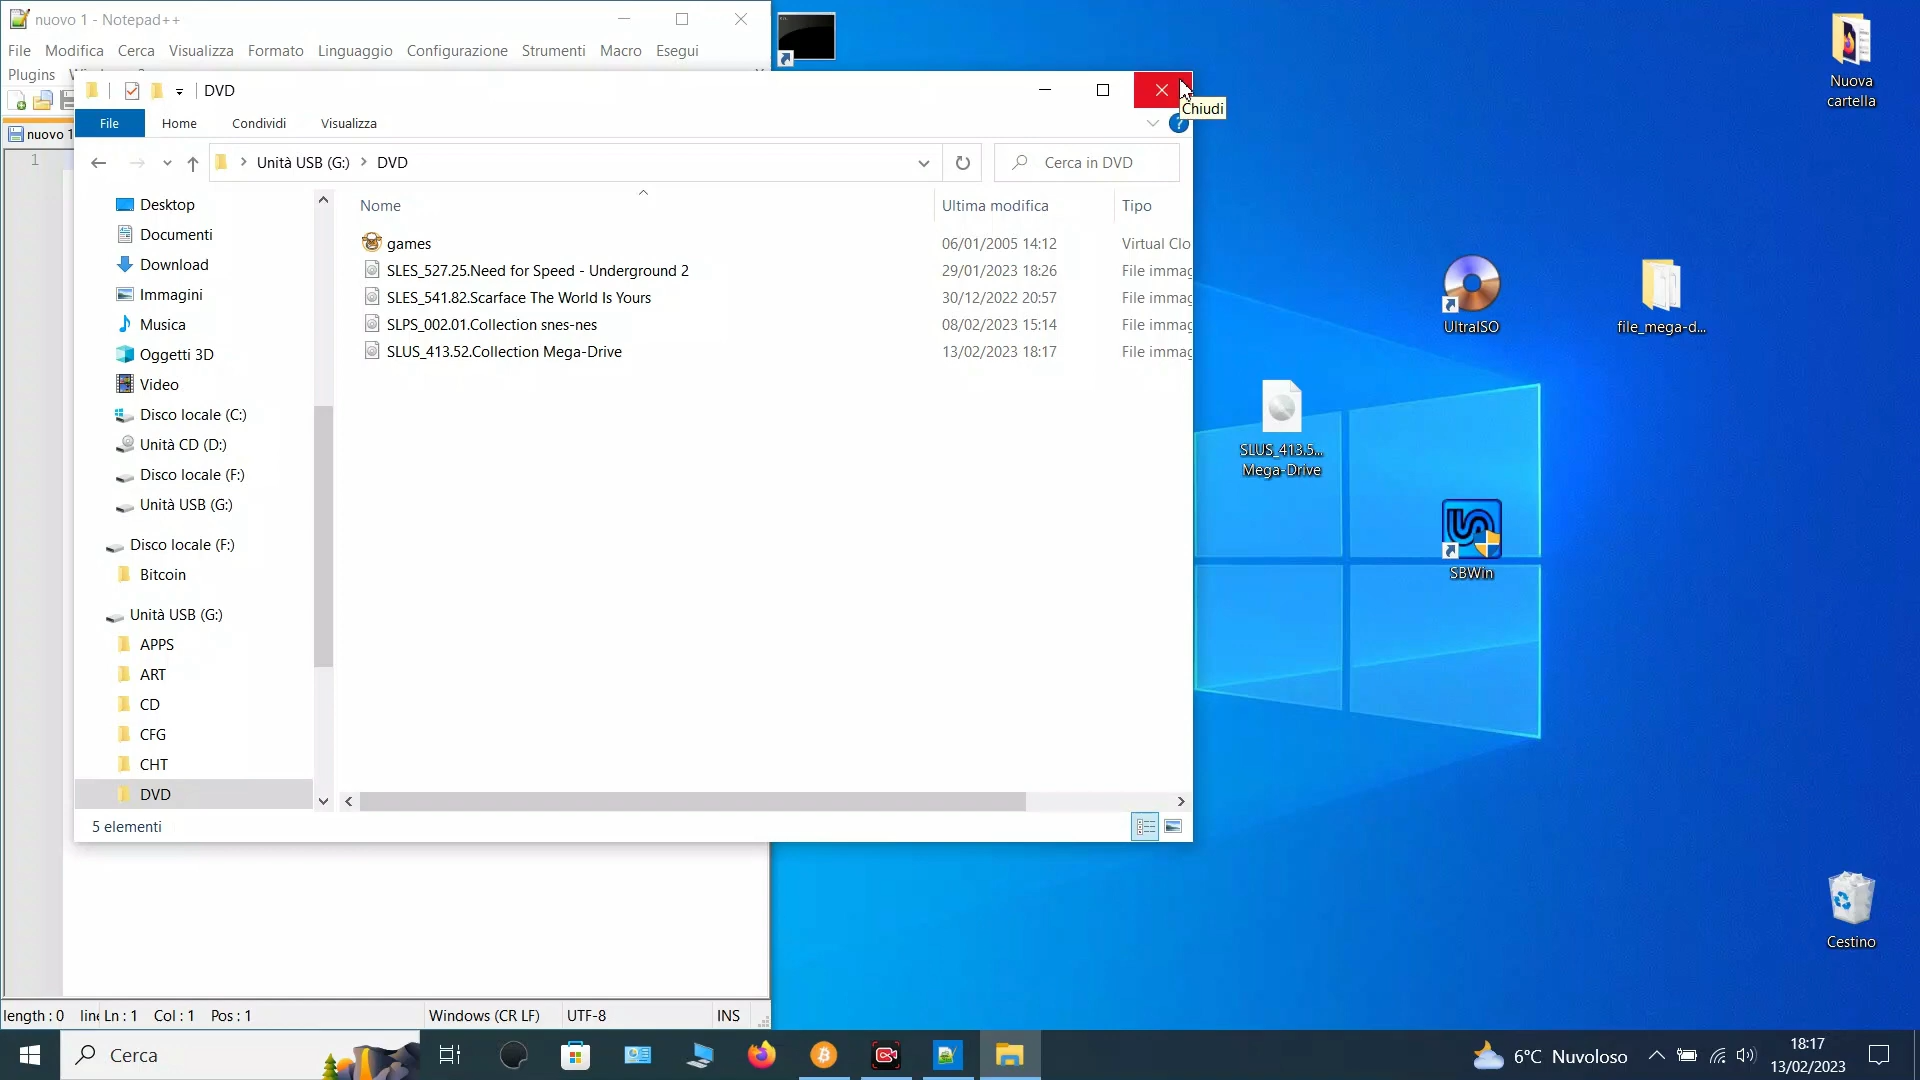 nuovo 1 - Notepad++
File Modifica Cerca Visualizza Formato Linguaggio Configurazione Strumenti Macro Esegui
Plugins
nuovo 1
1
DVD
Chiudi
File Home Condividi Visualizza
Unità USB (G:) > DVD
Cerca in DVD
Nome Ultima modifica Tipo
games 06/01/2005 14:12 Virtual Clo
SLES_527.25.Need for Speed - Underground 2 29/01/2023 18:26 File immag
SLES_541.82.Scarface The World Is Yours 30/12/2022 20:57 File immag
SLPS_002.01.Collection snes-nes 08/02/2023 15:14 File immag
SLUS_413.52.Collection Mega-Drive 13/02/2023 18:17 File immag
Desktop
Documenti
Download
Immagini
Musica
Oggetti 3D
Video
Disco locale (C:)
Unità CD (D:)
Disco locale (F:)
Unità USB (G:)
Disco locale (F:)
Bitcoin
Unità USB (G:)
APPS
ART
CD
CFG
CHT
DVD
5 elementi
length : 0 line Ln : 1 Col : 1 Pos : 1 Windows (CR LF) UTF-8 INS
Nuova
cartella
UltraISO
file_mega-d...
SLUS_413.5...
Mega-Drive
SBWin
Cestino
Cerca
6°C Nuvoloso
18:17
13/02/2023